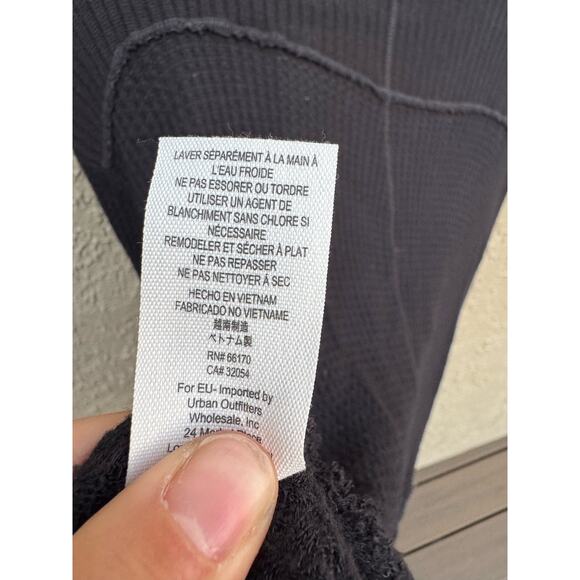 LAVER SÉPARÉMENT À LA MAIN À
L'EAU FROIDE
NE PAS ESSORER OU TORDRE
UTILISER UN AGENT DE
BLANCHIMENT SANS CHLORE SI
NÉCESSAIRE
REMODELER ET SÉCHER À PLAT
NE PAS REPASSER
NE PAS NETTOYER À SEC
HECHO EN VIETNAM
FABRICADO NO VIETNAME
越南制造
ベトナム製
RN# 66170
CA# 32054
For EU- Imported by
Urban Outfitters
Wholesale, Inc
24